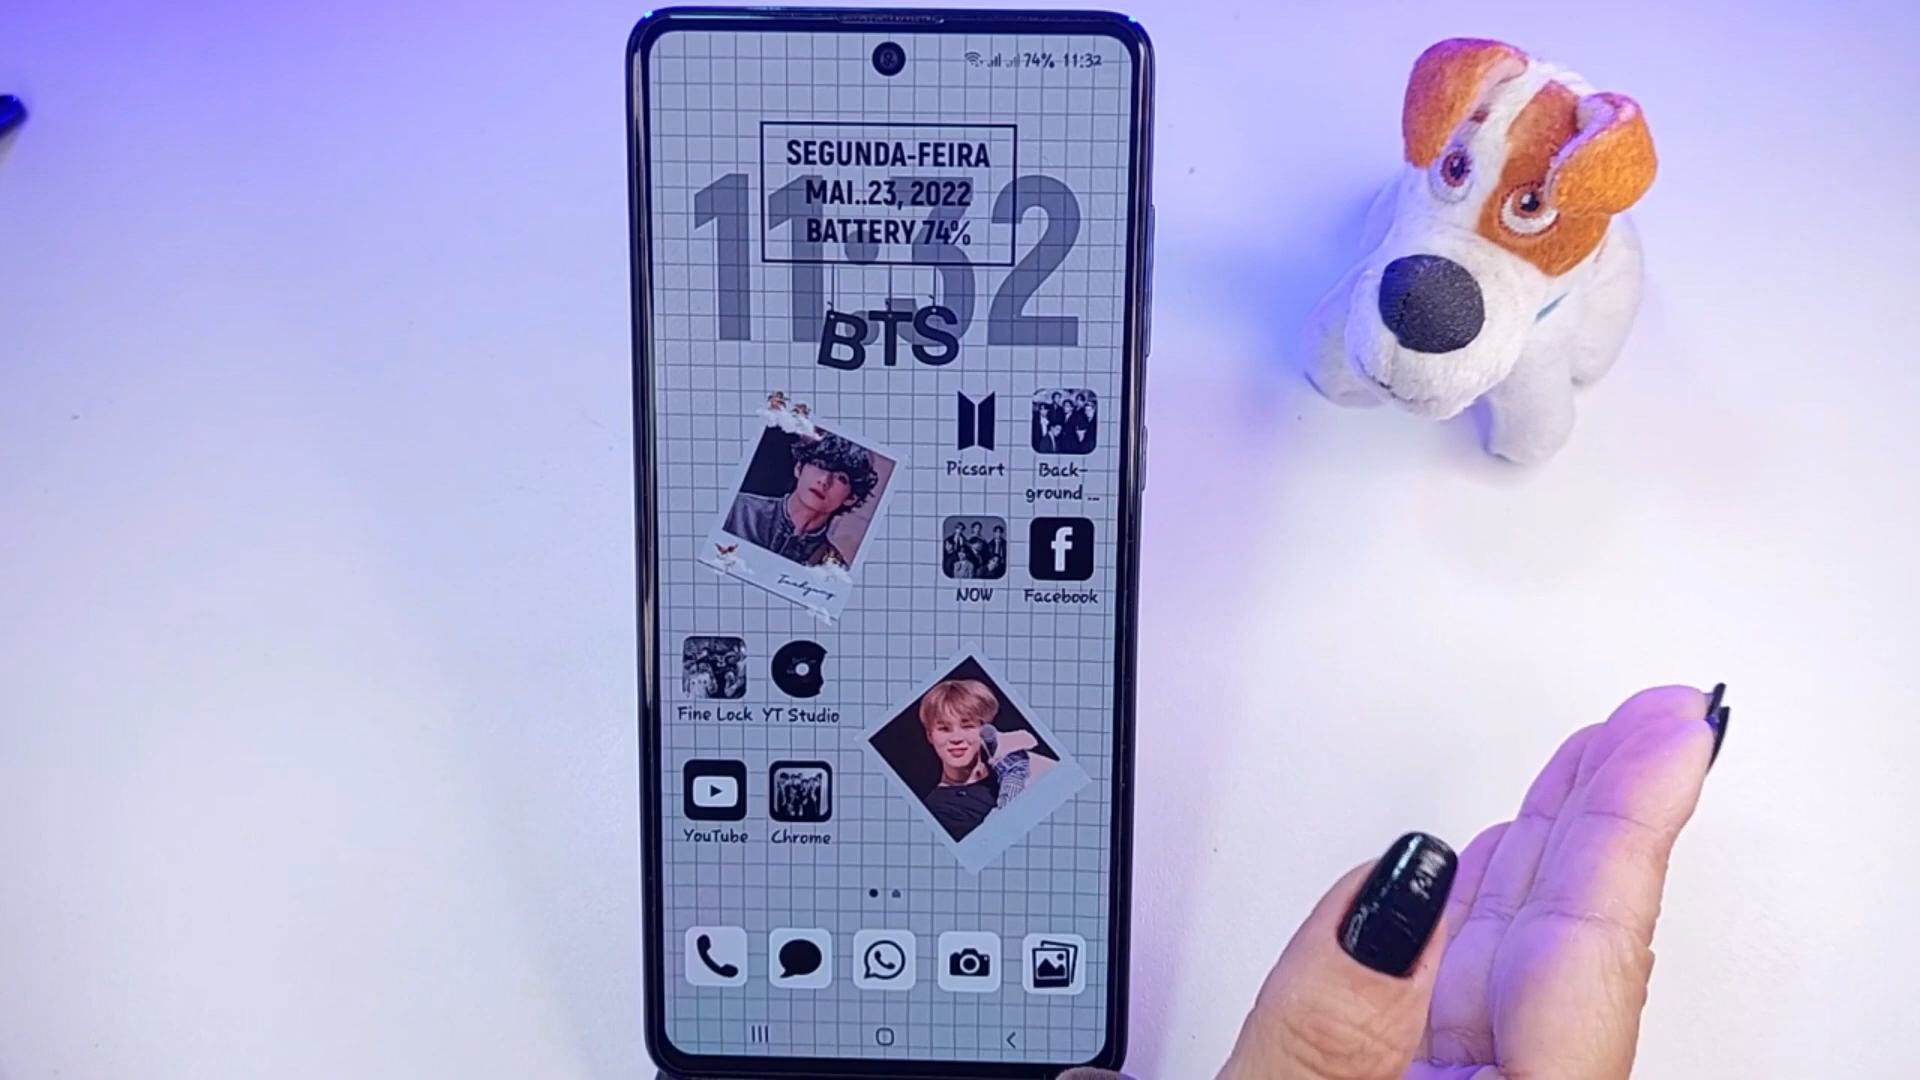 74% 11:32
SEGUNDA-FEIRA
MAI..23, 2022
BATTERY 74%
11:32
BTS
Picsart
Back-
ground ...
NOW
Facebook
Taehyung
Fine Lock
YT Studio
YouTube
Chrome